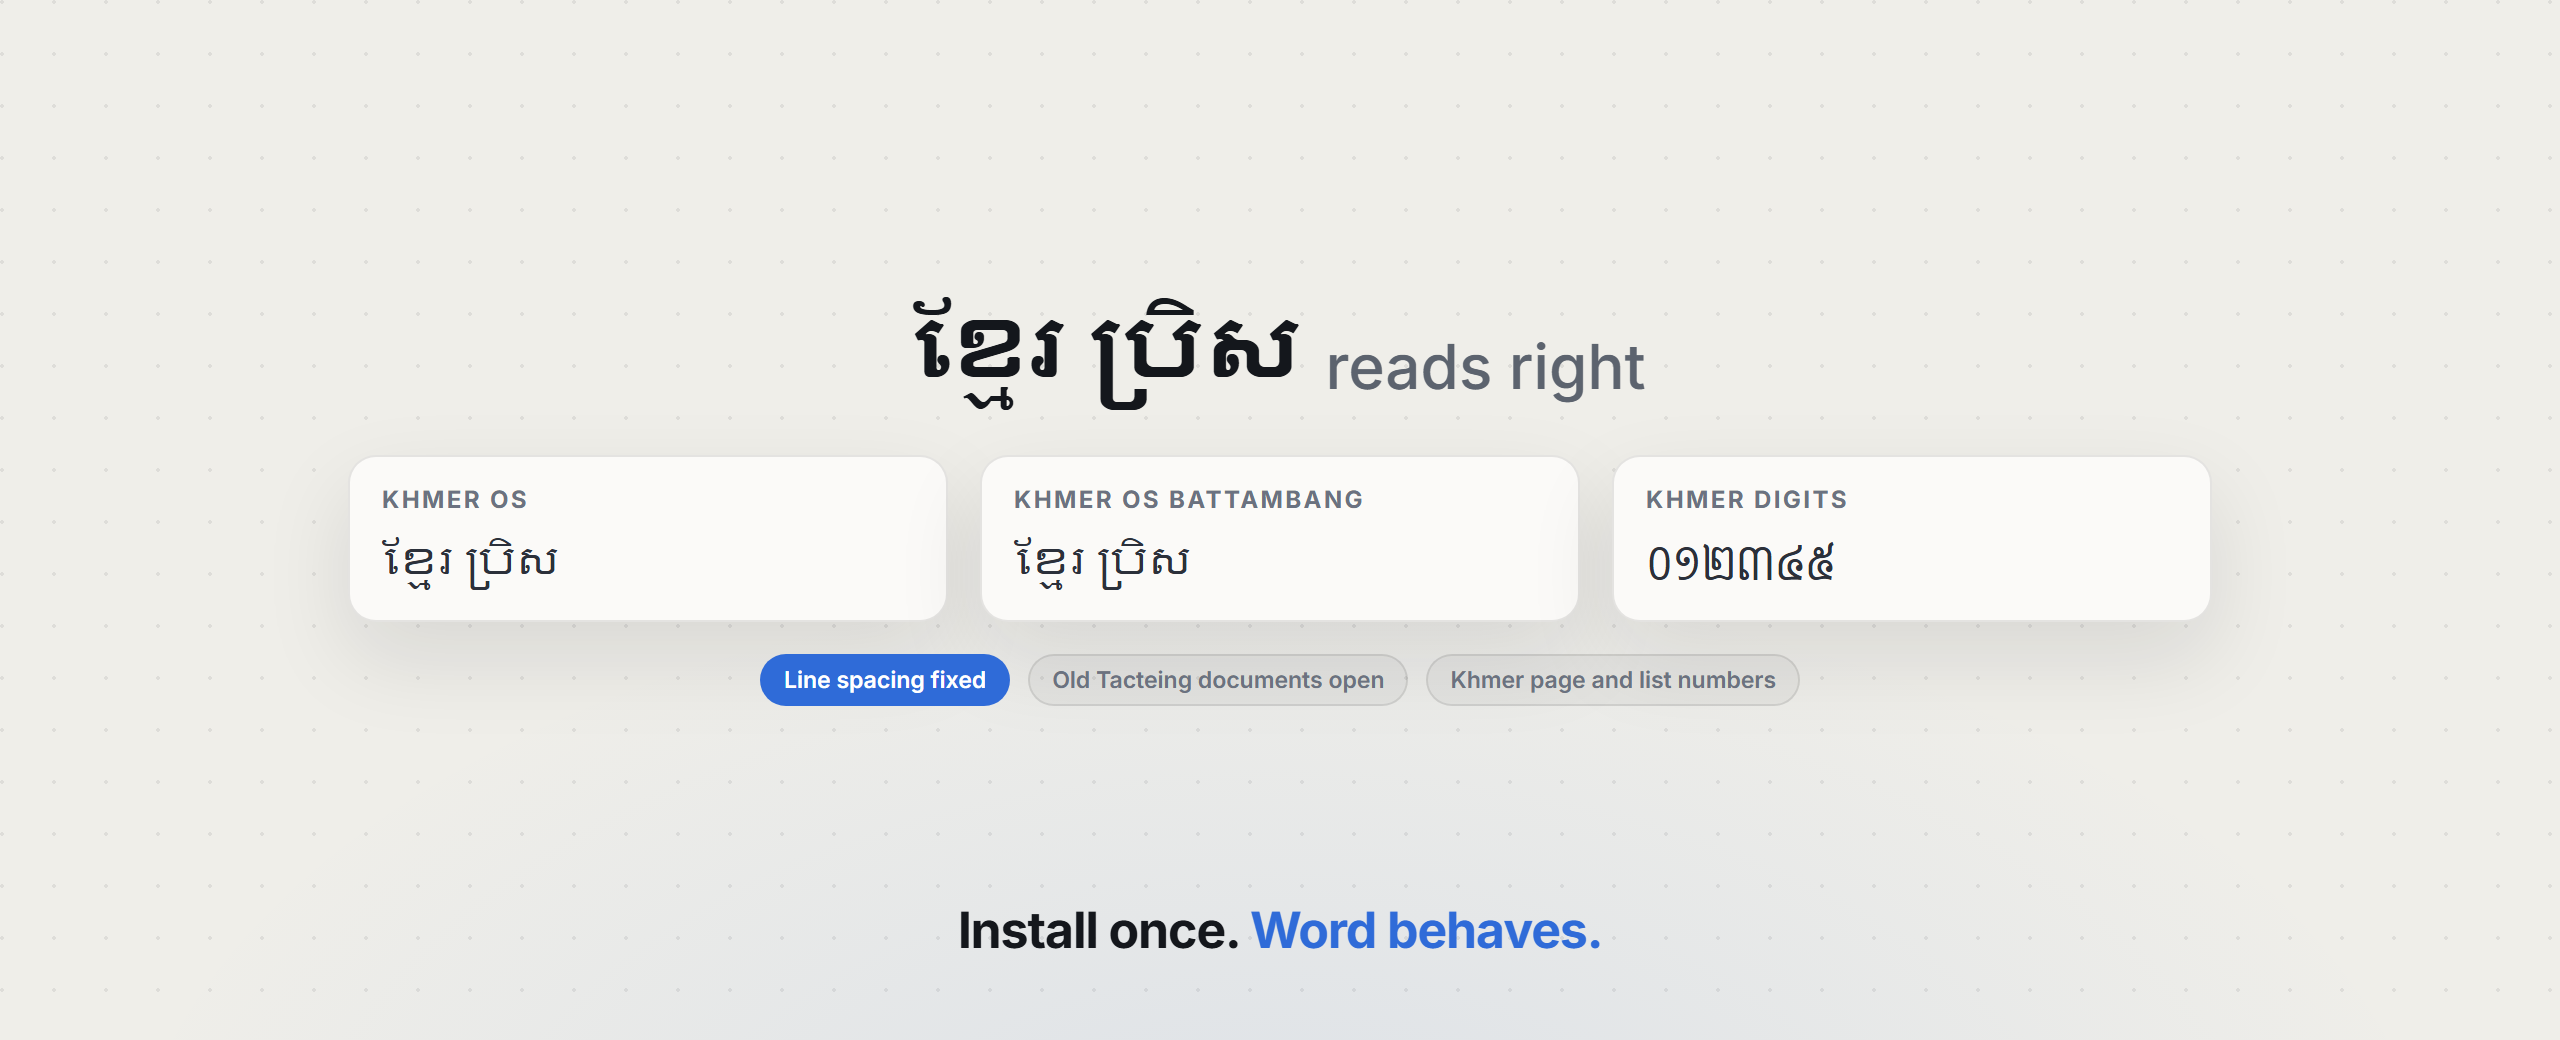 ខ្មែរ ប្រិស reads right
KHMER OS
ខ្មែរ ប្រិស
KHMER OS BATTAMBANG
ខ្មែរ ប្រិស
KHMER DIGITS
០១២៣៤៥
Line spacing fixed
Old Tacteing documents open
Khmer page and list numbers
Install once. Word behaves.